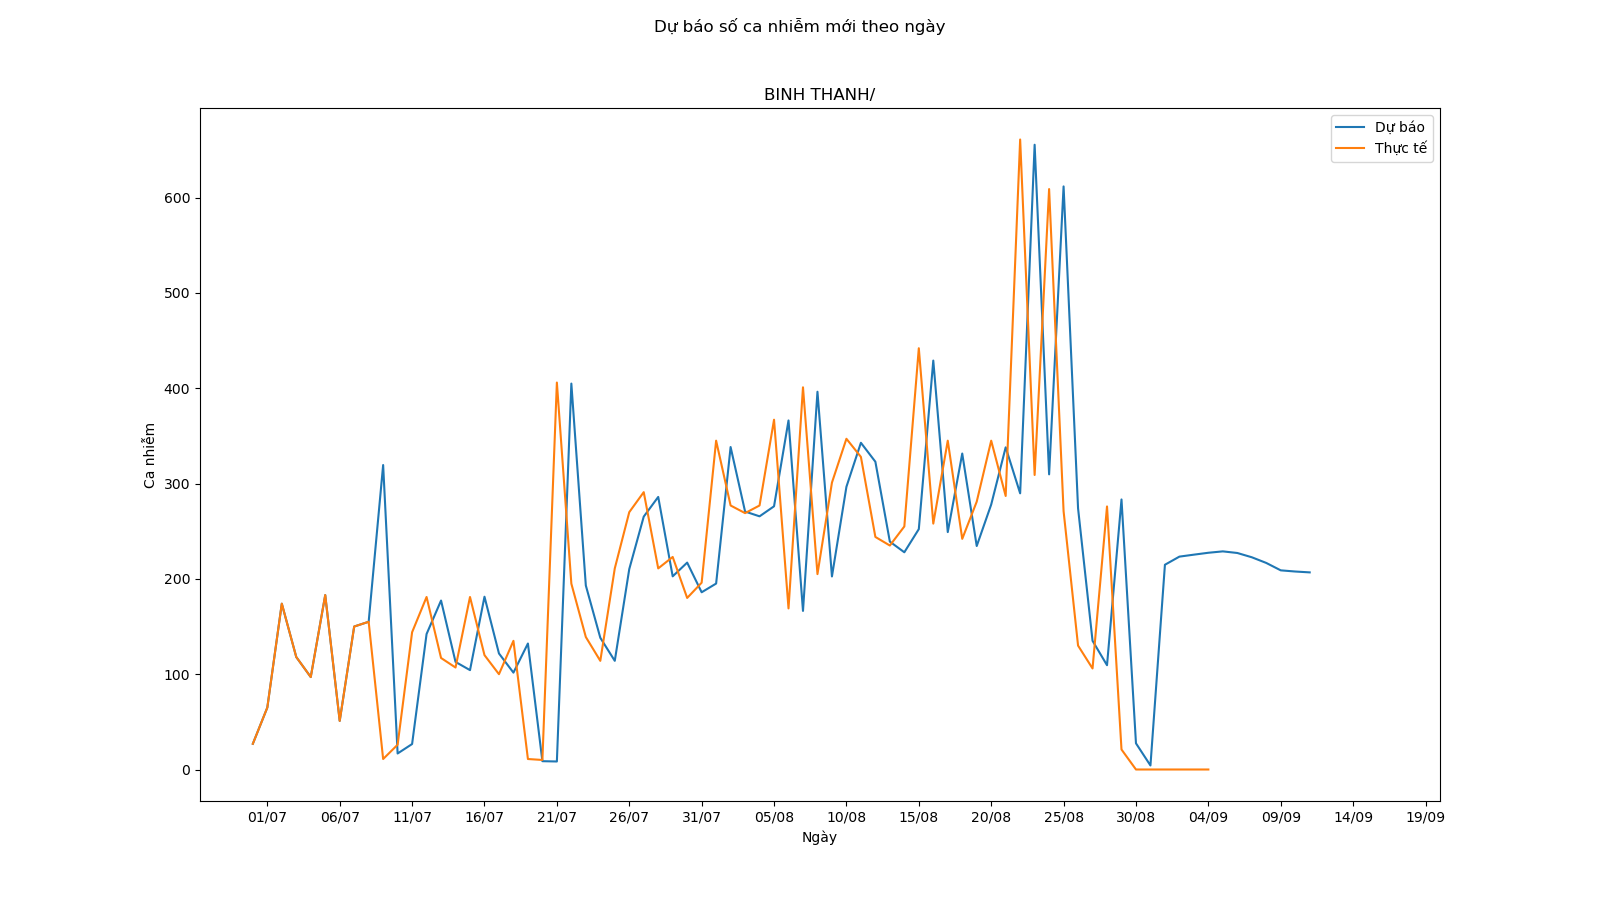 Dự báo số ca nhiễm mới theo ngày
BINH THANH/
Dự báo
Thực tế
600
500
400
300
200
100
0
Ca nhiễm
01/07 06/07 11/07 16/07 21/07 26/07 31/07 05/08 10/08 15/08 20/08 25/08 30/08 04/09 09/09 14/09 19/09
Ngày